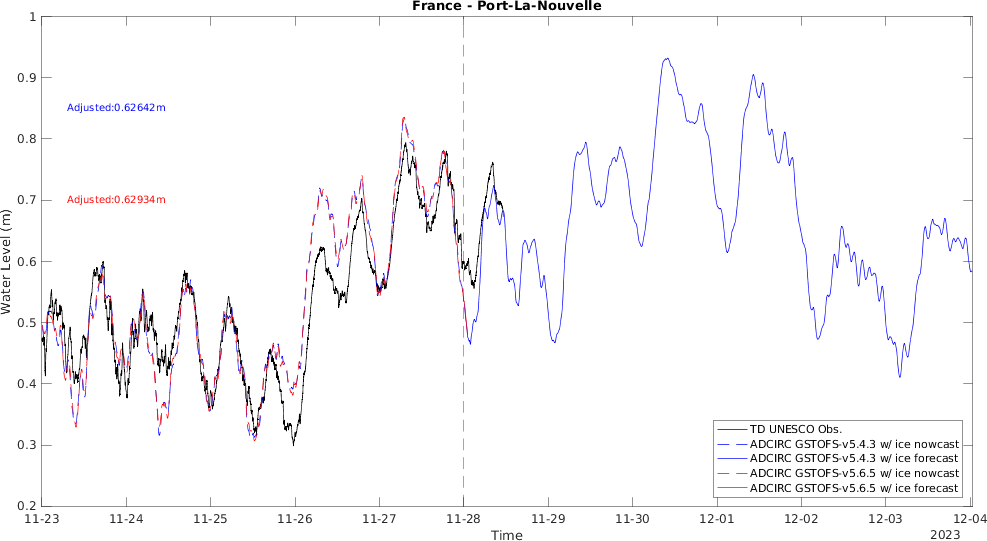 France - Port-La-Nouvelle
1
0.9
0.8
0.7
0.6
0.5
0.4
0.3
0.2
Water Level (m)
Adjusted:0.62642m
Adjusted:0.62934m
TD UNESCO Obs.
ADCIRC GSTOFS-v5.4.3 w/ ice nowcast
ADCIRC GSTOFS-v5.4.3 w/ ice forecast
ADCIRC GSTOFS-v5.6.5 w/ ice nowcast
ADCIRC GSTOFS-v5.6.5 w/ ice forecast
11-23 11-24 11-25 11-26 11-27 11-28 11-29 11-30 12-01 12-02 12-03 12-04
Time
2023